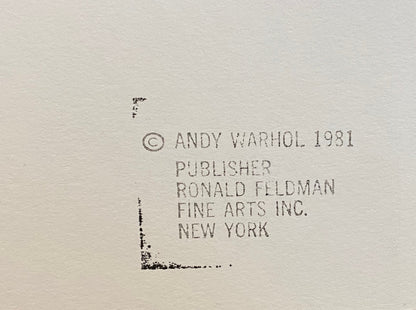 © ANDY WARHOL 1981
PUBLISHER
RONALD FELDMAN
FINE ARTS INC.
NEW YORK